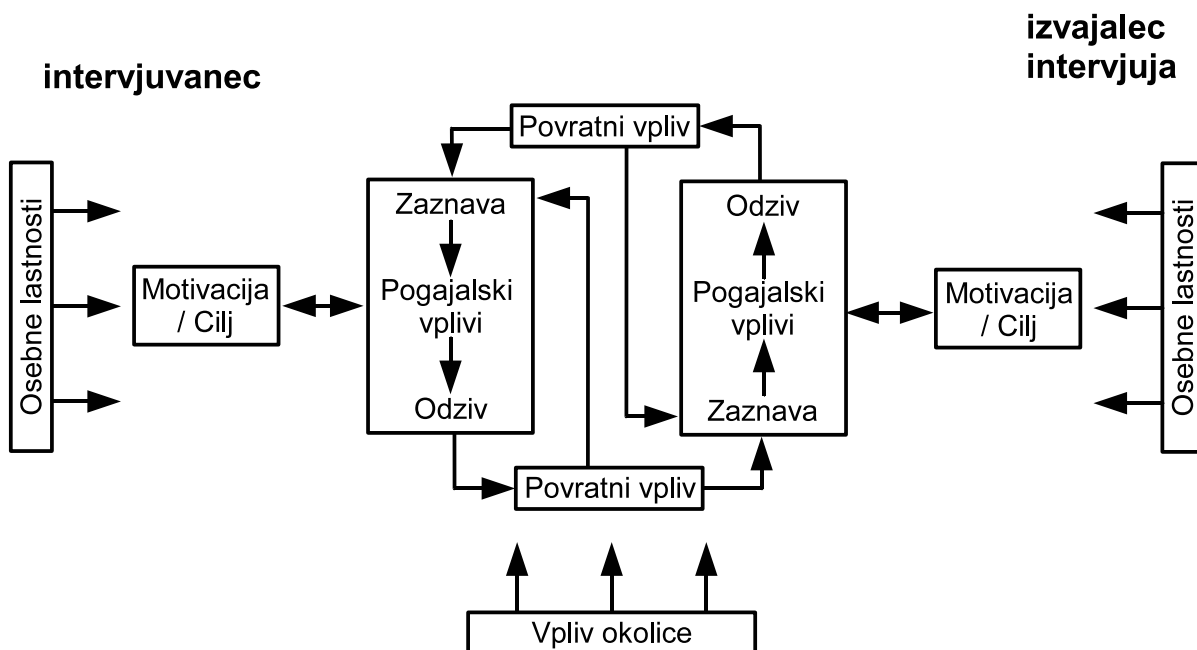 intervjuvanec
izvajalec
intervjuja
Povratni vpliv
Osebne lastnosti
Motivacija
/ Cilj
Zaznava
Pogajalski
vplivi
Odziv
Odziv
Pogajalski
vplivi
Zaznava
Motivacija
/ Cilj
Osebne lastnosti
Povratni vpliv
Vpliv okolice